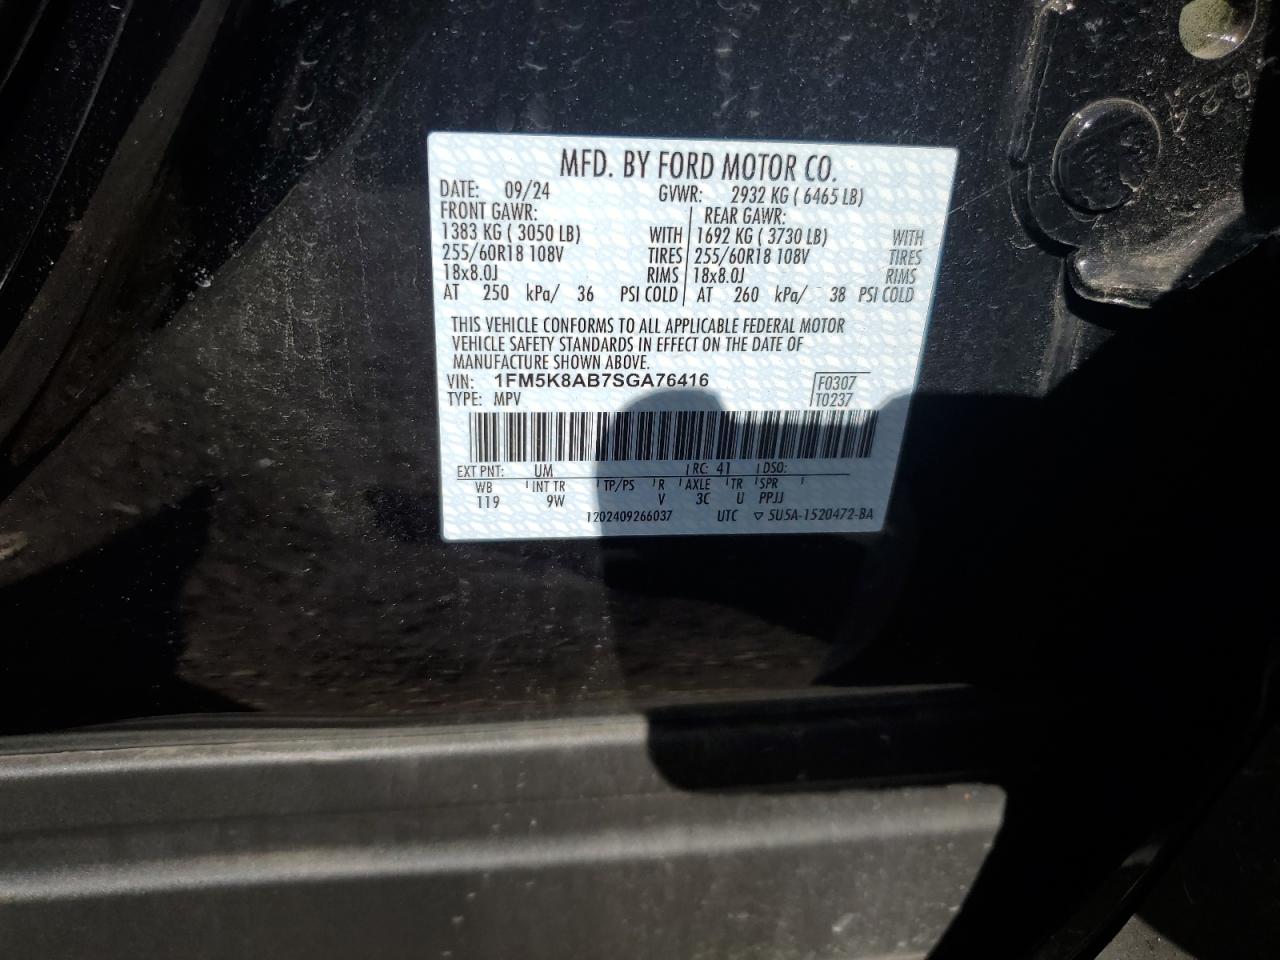 MFD. BY FORD MOTOR CO.
DATE: 09/24 GVWR: 2932 KG ( 6465 LB)
FRONT GAWR: REAR GAWR:
1383 KG ( 3050 LB) WITH 1692 KG ( 3730 LB) WITH
255/60R18 108V TIRES 255/60R18 108V TIRES
18x8.0J RIMS 18x8.0J RIMS
AT 250 kPa/ 36 PSI COLD AT 260 kPa/ 38 PSI COLD
THIS VEHICLE CONFORMS TO ALL APPLICABLE FEDERAL MOTOR
VEHICLE SAFETY STANDARDS IN EFFECT ON THE DATE OF
MANUFACTURE SHOWN ABOVE.
VIN: 1FM5K8AB7SGA76416 F0307
TYPE: MPV T0237
EXT PNT: UM RC: 41 DSO:
WB INT TR TP/PS R AXLE TR SPR
119 9W V 3C U PPJJ
1202409266037 UTC ▽ 5U5A-1520472-BA